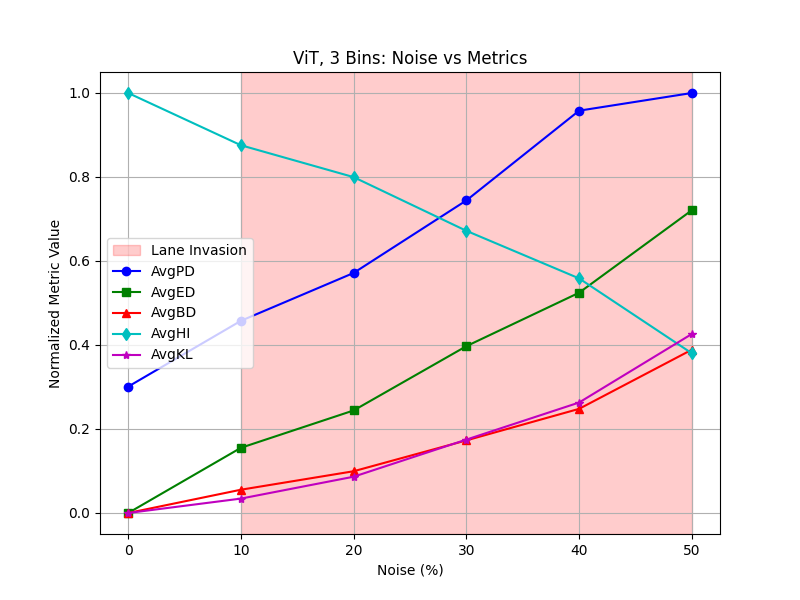 ViT, 3 Bins: Noise vs Metrics
1.0
0.8
0.6
0.4
0.2
0.0
Normalized Metric Value
Lane Invasion
AvgPD
AvgED
AvgBD
AvgHI
AvgKL
0 10 20 30 40 50
Noise (%)